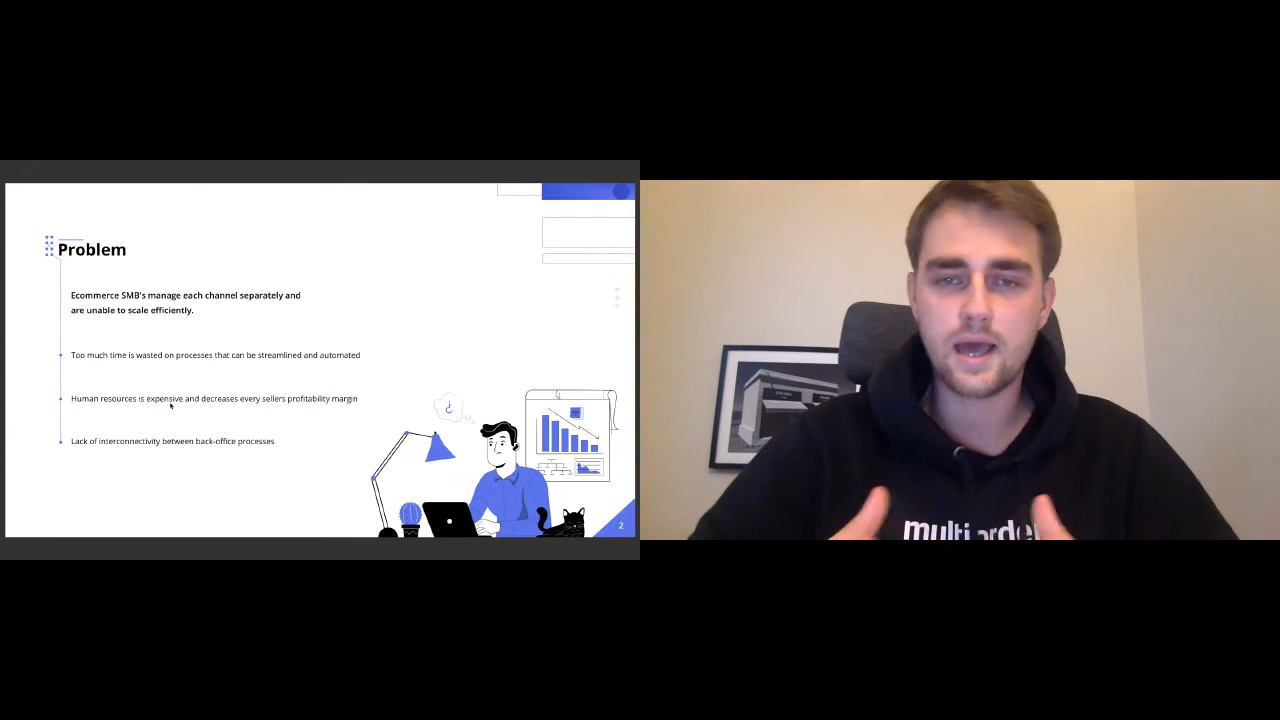 Problem
Ecommerce SMB's manage each channel separately and
are unable to scale efficiently.
Too much time is wasted on processes that can be streamlined and automated
Human resources is expensive and decreases every sellers profitability margin
Lack of interconnectivity between back-office processes
2
multiorder